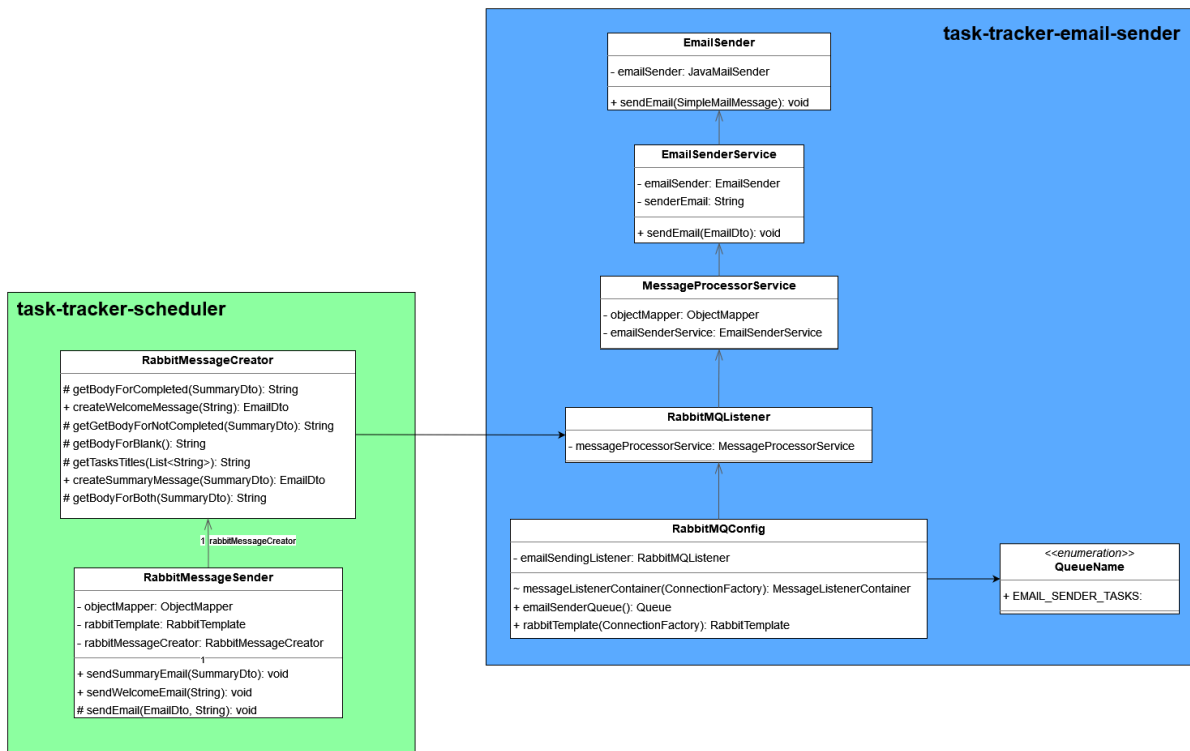 task-tracker-email-sender
EmailSender
- emailSender: JavaMailSender
+ sendEmail(SimpleMailMessage): void
EmailSenderService
- emailSender: EmailSender
- senderEmail: String
+ sendEmail(EmailDto): void
MessageProcessorService
- objectMapper: ObjectMapper
- emailSenderService: EmailSenderService
RabbitMQListener
- messageProcessorService: MessageProcessorService
RabbitMQConfig
- emailSendingListener: RabbitMQListener
~ messageListenerContainer(ConnectionFactory): MessageListenerContainer
+ emailSenderQueue(): Queue
+ rabbitTemplate(ConnectionFactory): RabbitTemplate
<<enumeration>>
QueueName
+ EMAIL_SENDER_TASKS:
task-tracker-scheduler
RabbitMessageCreator
# getBodyForCompleted(SummaryDto): String
+ createWelcomeMessage(String): EmailDto
# getGetBodyForNotCompleted(SummaryDto): String
# getBodyForBlank(): String
# getTasksTitles(List<String>): String
+ createSummaryMessage(SummaryDto): EmailDto
# getBodyForBoth(SummaryDto): String
1 rabbitMessageCreator
RabbitMessageSender
- objectMapper: ObjectMapper
- rabbitTemplate: RabbitTemplate
- rabbitMessageCreator: RabbitMessageCreator
1
+ sendSummaryEmail(SummaryDto): void
+ sendWelcomeEmail(String): void
# sendEmail(EmailDto, String): void